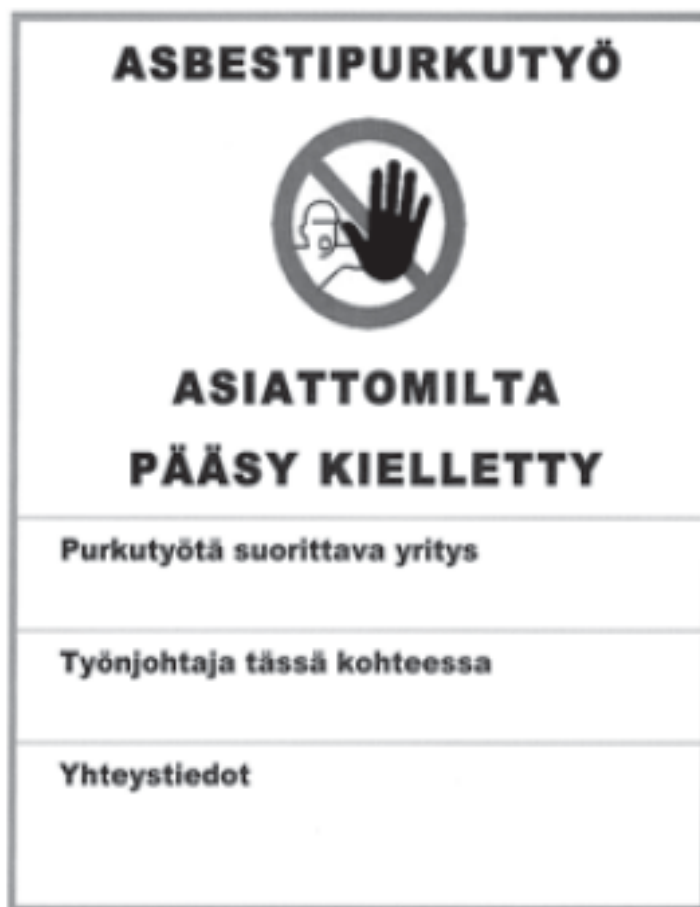 ASBESTIPURKUTYÖ
ASIATTOMILTA
PÄÄSY KIELLETTY
Purkutyötä suorittava yritys
Työnjohtaja tässä kohteessa
Yhteystiedot